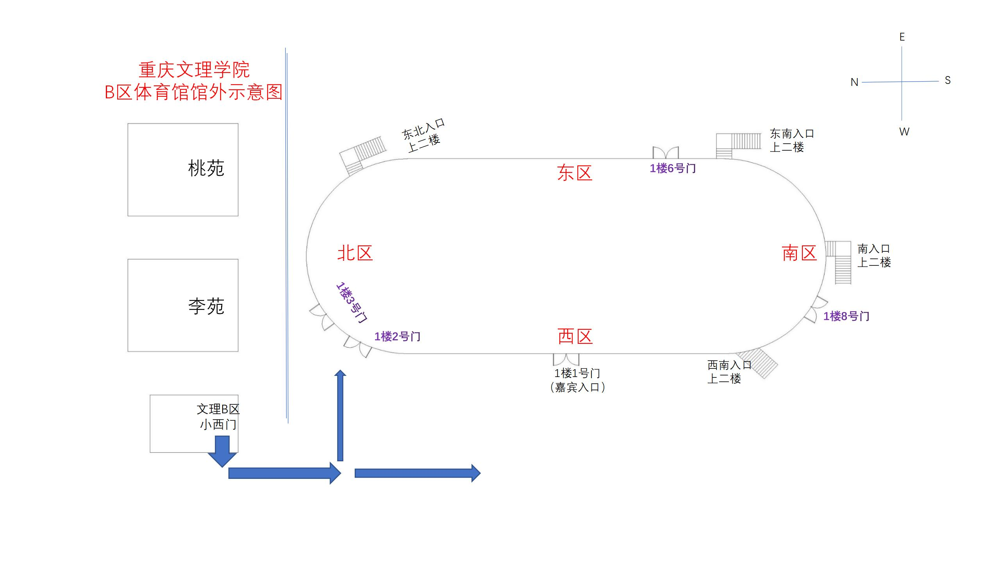 重庆文理学院
B区体育馆馆外示意图
E
N
S
W
东北入口
上二楼
东南入口
上二楼
桃苑
东区
1楼6号门
北区
南区
南入口
上二楼
李苑
1楼3号门
1楼2号门
西区
1楼8号门
1楼1号门
（嘉宾入口）
西南入口
上二楼
文理B区
小西门